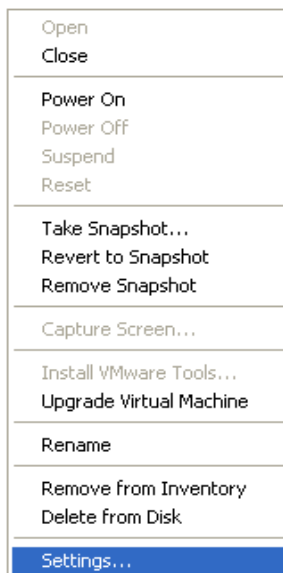 Open
Close
Power On
Power Off
Suspend
Reset
Take Snapshot...
Revert to Snapshot
Remove Snapshot
Capture Screen...
Install VMware Tools...
Upgrade Virtual Machine
Rename
Remove from Inventory
Delete from Disk
Settings...